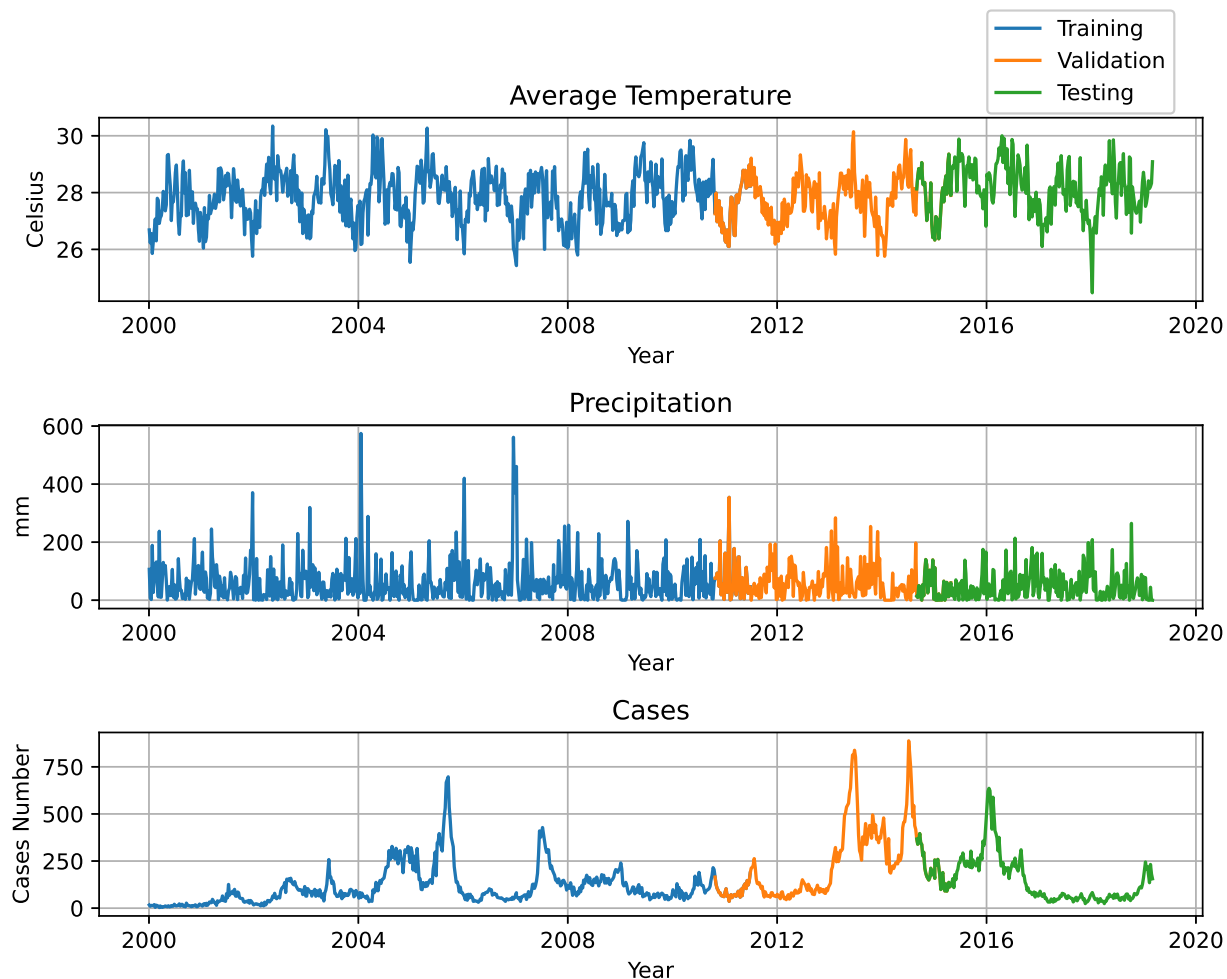 Training
Validation
Testing
Average Temperature
30
28
26
Celsius
2000 2004 2008 2012 2016 2020
Year
Precipitation
600
400
200
0
mm
2000 2004 2008 2012 2016 2020
Year
Cases
750
500
250
0
Cases Number
2000 2004 2008 2012 2016 2020
Year